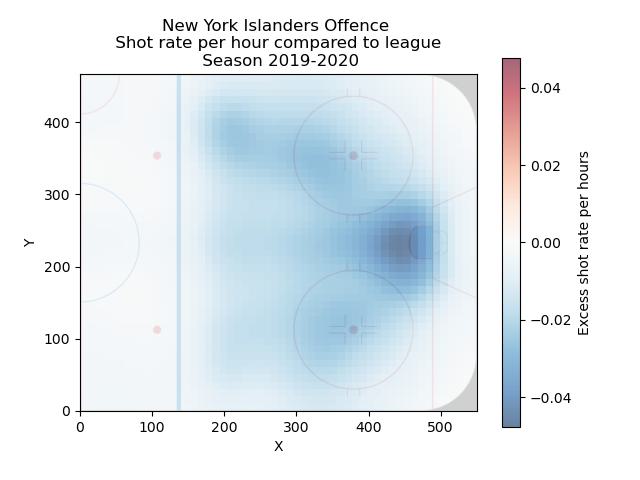 New York Islanders Offence
Shot rate per hour compared to league
Season 2019-2020
Y
400
300
200
100
0
0 100 200 300 400 500
X
0.04
0.02
0.00
−0.02
−0.04
Excess shot rate per hours